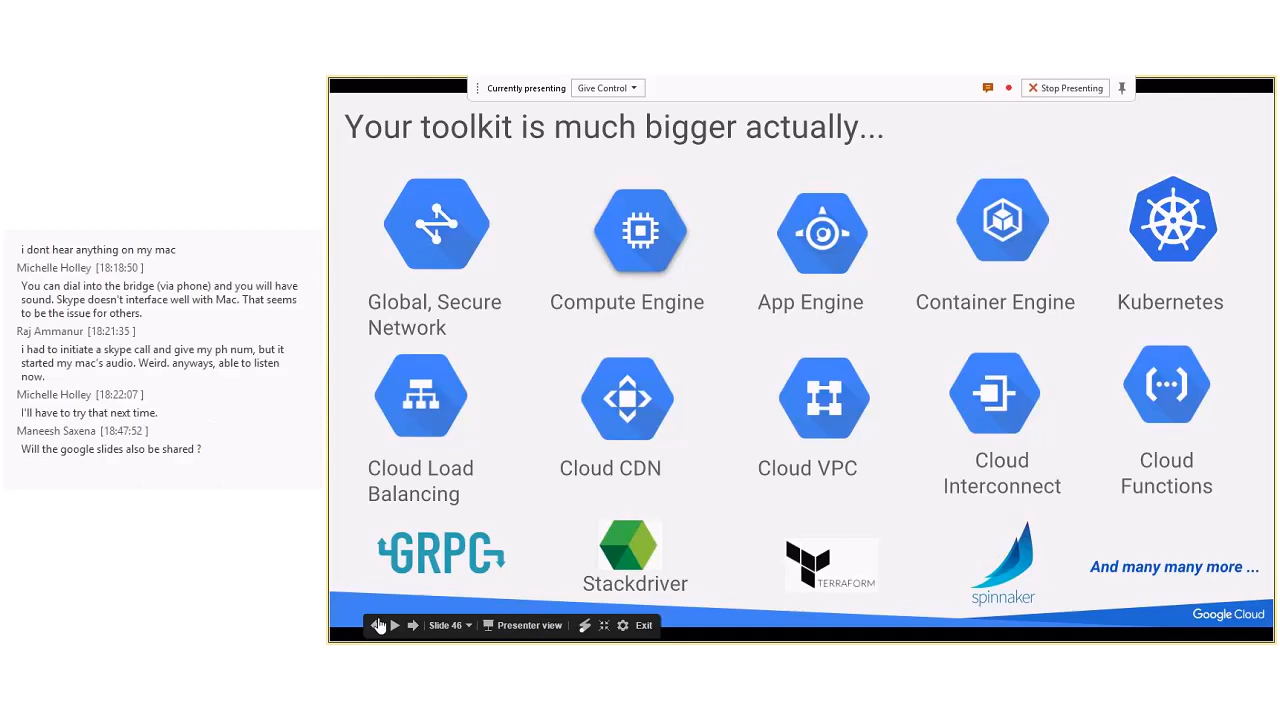 i dont hear anything on my mac
Michelle Holley [18:18:50 ]
You can dial into the bridge (via phone) and you will have
sound. Skype doesn't interface well with Mac. That seems
to be the issue for others.
Raj Ammanur [18:21:35 ]
i had to initiate a skype call and give my ph num, but it
started my mac's audio. Weird. anyways, able to listen
now.
Michelle Holley [18:22:07 ]
I'll have to try that next time.
Maneesh Saxena [18:47:52 ]
Will the google slides also be shared ?
Currently presenting Give Control Stop Presenting
Your toolkit is much bigger actually...
Global, Secure
Network
Compute Engine
App Engine
Container Engine
Kubernetes
Cloud Load
Balancing
Cloud CDN
Cloud VPC
Cloud
Interconnect
Cloud
Functions
GRPC
Stackdriver
TERRAFORM
spinnaker
And many many more ...
Slide 46 Presenter view Exit
Google Cloud